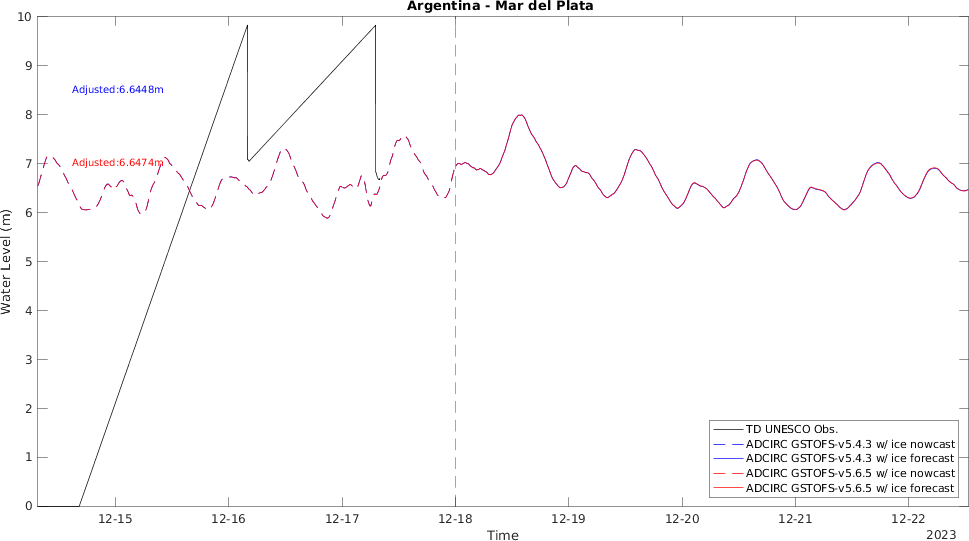 Argentina - Mar del Plata
10
9
8
7
6
5
4
3
2
1
0
Water Level (m)
Adjusted:6.6448m
Adjusted:6.6474m
TD UNESCO Obs.
ADCIRC GSTOFS-v5.4.3 w/ ice nowcast
ADCIRC GSTOFS-v5.4.3 w/ ice forecast
ADCIRC GSTOFS-v5.6.5 w/ ice nowcast
ADCIRC GSTOFS-v5.6.5 w/ ice forecast
12-15 12-16 12-17 12-18 12-19 12-20 12-21 12-22
Time
2023